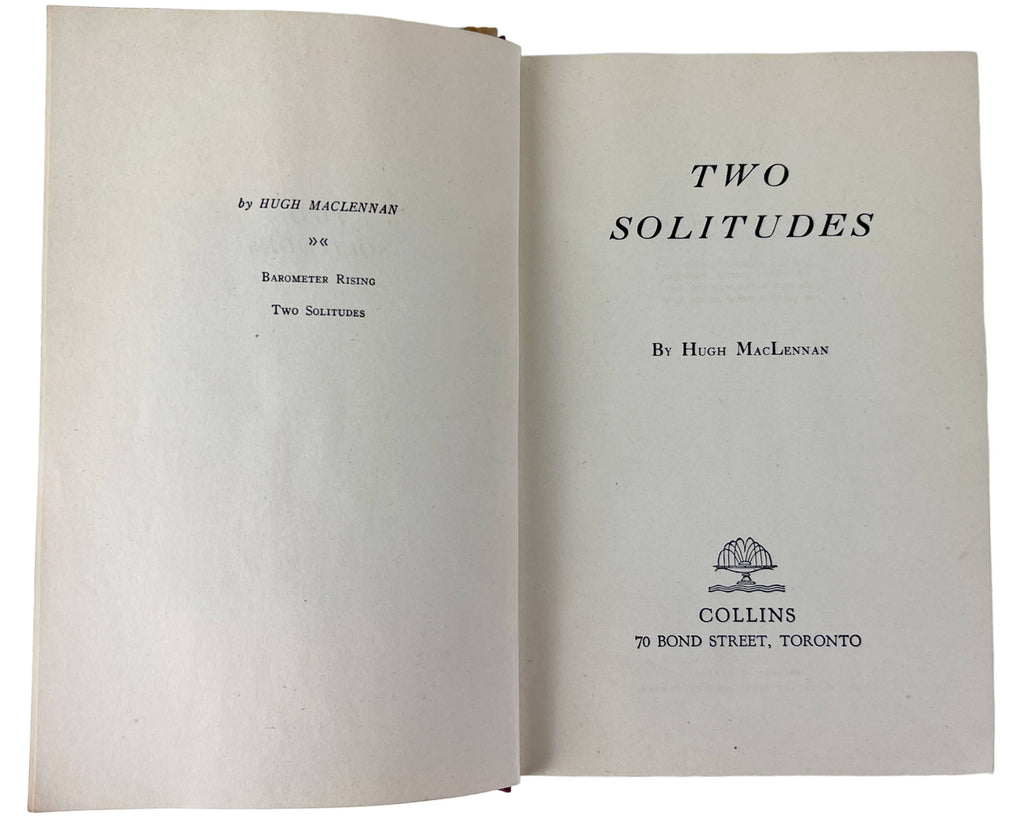 by HUGH MACLENNAN
»«
BAROMETER RISING
TWO SOLITUDES
TWO
SOLITUDES
BY HUGH MACLENNAN
COLLINS
70 BOND STREET, TORONTO